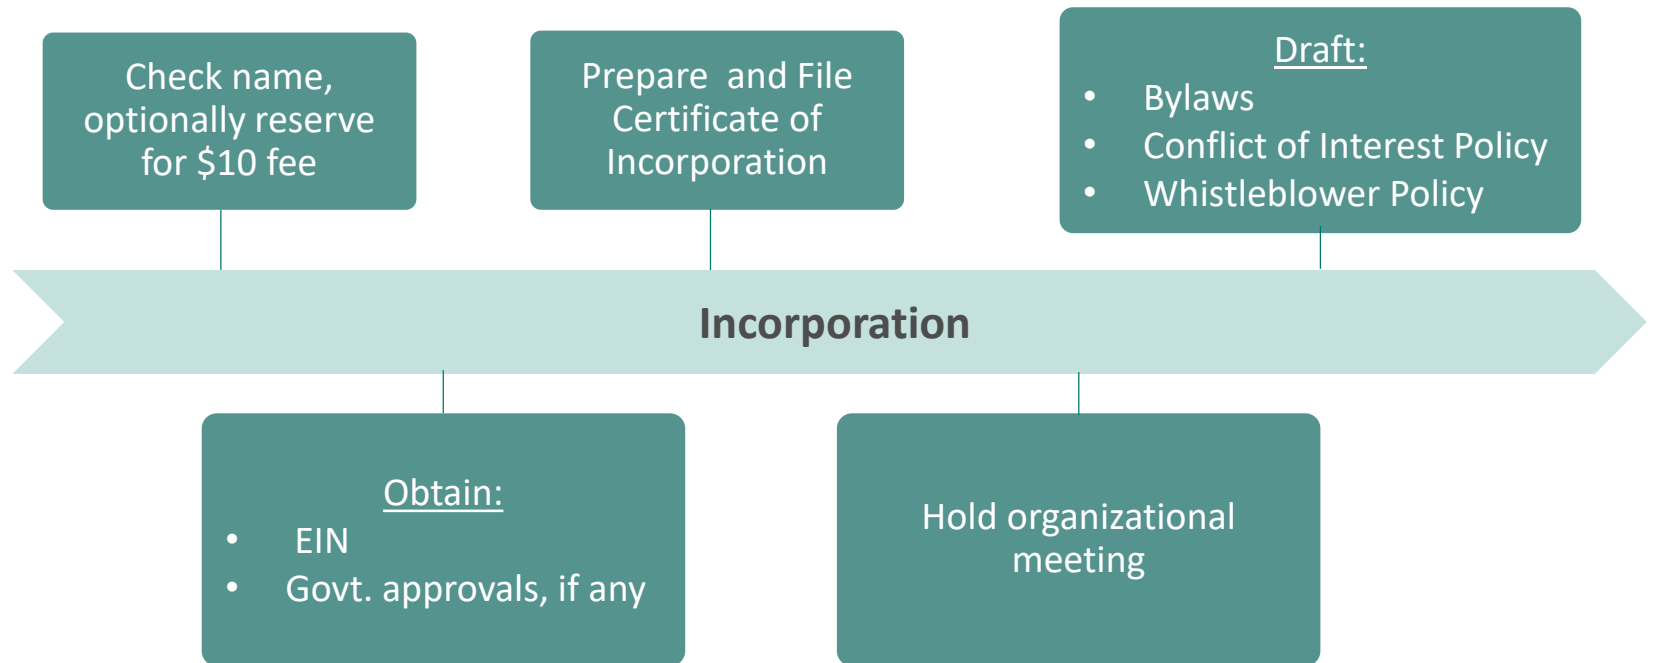 Check name,
optionally reserve
for $10 fee
Prepare  and File
Certificate of
Incorporation
Draft:
• Bylaws
• Conflict of Interest Policy
• Whistleblower Policy
Incorporation
Obtain:
• EIN
• Govt. approvals, if any
Hold organizational
meeting